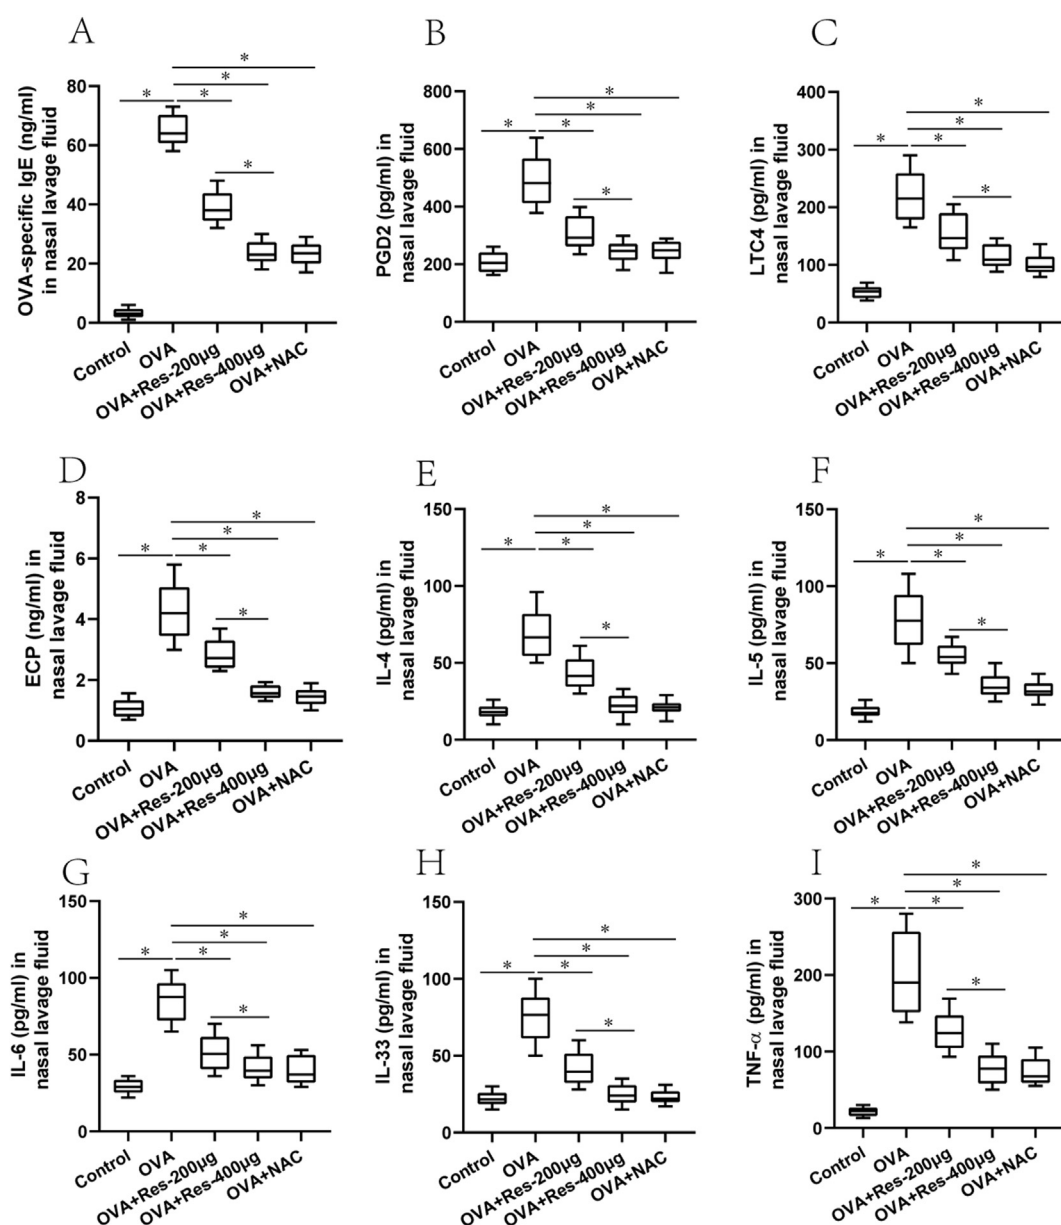 A
OVA-specific IgE (ng/ml)
in nasal lavage fluid
80
60
40
20
0
* * * * *
Control
OVA
OVA+Res-200μg
OVA+Res-400μg
OVA+NAC
B
PGD2 (pg/ml) in
nasal lavage fluid
800
600
400
200
0
* * * * *
Control
OVA
OVA+Res-200μg
OVA+Res-400μg
OVA+NAC
C
LTC4 (pg/ml) in
nasal lavage fluid
400
300
200
100
0
* * * * *
Control
OVA
OVA+Res-200μg
OVA+Res-400μg
OVA+NAC
D
ECP (ng/ml) in
nasal lavage fluid
8
6
4
2
0
* * * * *
Control
OVA
OVA+Res-200μg
OVA+Res-400μg
OVA+NAC
E
IL-4 (pg/ml) in
nasal lavage fluid
150
100
50
0
* * * * *
Control
OVA
OVA+Res-200μg
OVA+Res-400μg
OVA+NAC
F
IL-5 (pg/ml) in
nasal lavage fluid
150
100
50
0
* * * * *
Control
OVA
OVA+Res-200μg
OVA+Res-400μg
OVA+NAC
G
IL-6 (pg/ml) in
nasal lavage fluid
150
100
50
0
* * * * *
Control
OVA
OVA+Res-200μg
OVA+Res-400μg
OVA+NAC
H
IL-33 (pg/ml) in
nasal lavage fluid
150
100
50
0
* * * * *
Control
OVA
OVA+Res-200μg
OVA+Res-400μg
OVA+NAC
I
TNF-α (pg/ml) in
nasal lavage fluid
300
200
100
0
* * * * *
Control
OVA
OVA+Res-200μg
OVA+Res-400μg
OVA+NAC